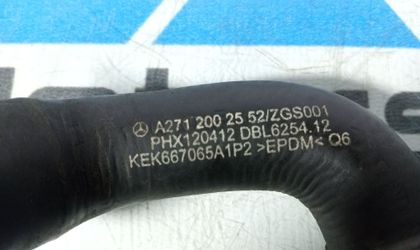 A271 200 25 52/ZGS001
PHX120412 DBL6254.12
KEK667065A1P2 >EPDM< Q6